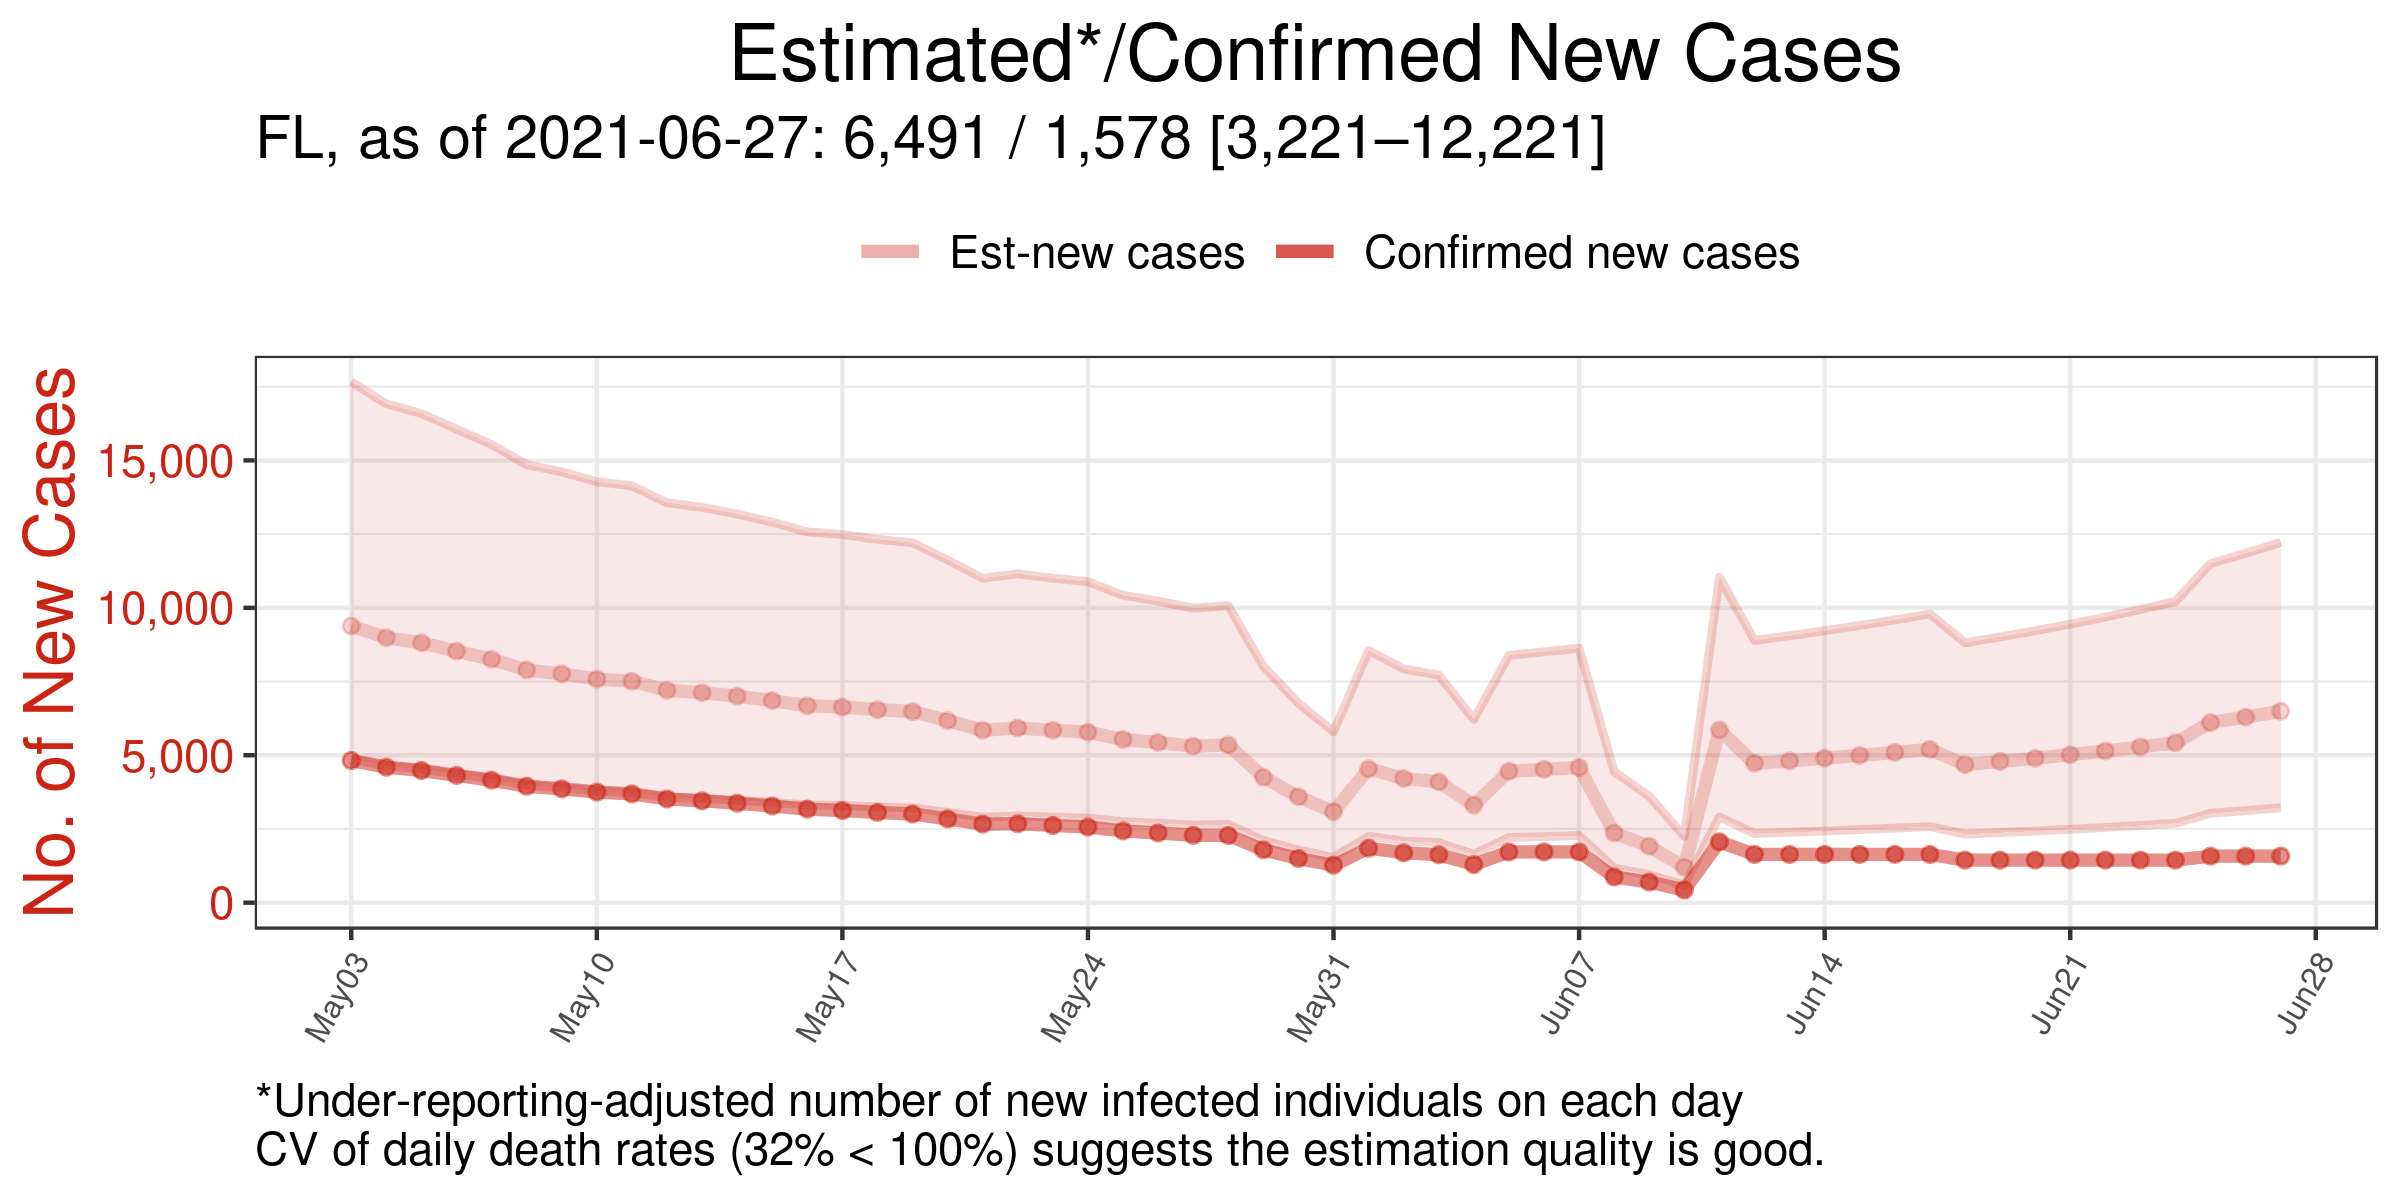 Estimated*/Confirmed New Cases
FL, as of 2021-06-27: 6,491 / 1,578 [3,221–12,221]
Est-new cases
Confirmed new cases
No. of New Cases
15,000
10,000
5,000
0
May03
May10
May17
May24
May31
Jun07
Jun14
Jun21
Jun28
*Under-reporting-adjusted number of new infected individuals on each day
CV of daily death rates (32% < 100%) suggests the estimation quality is good.